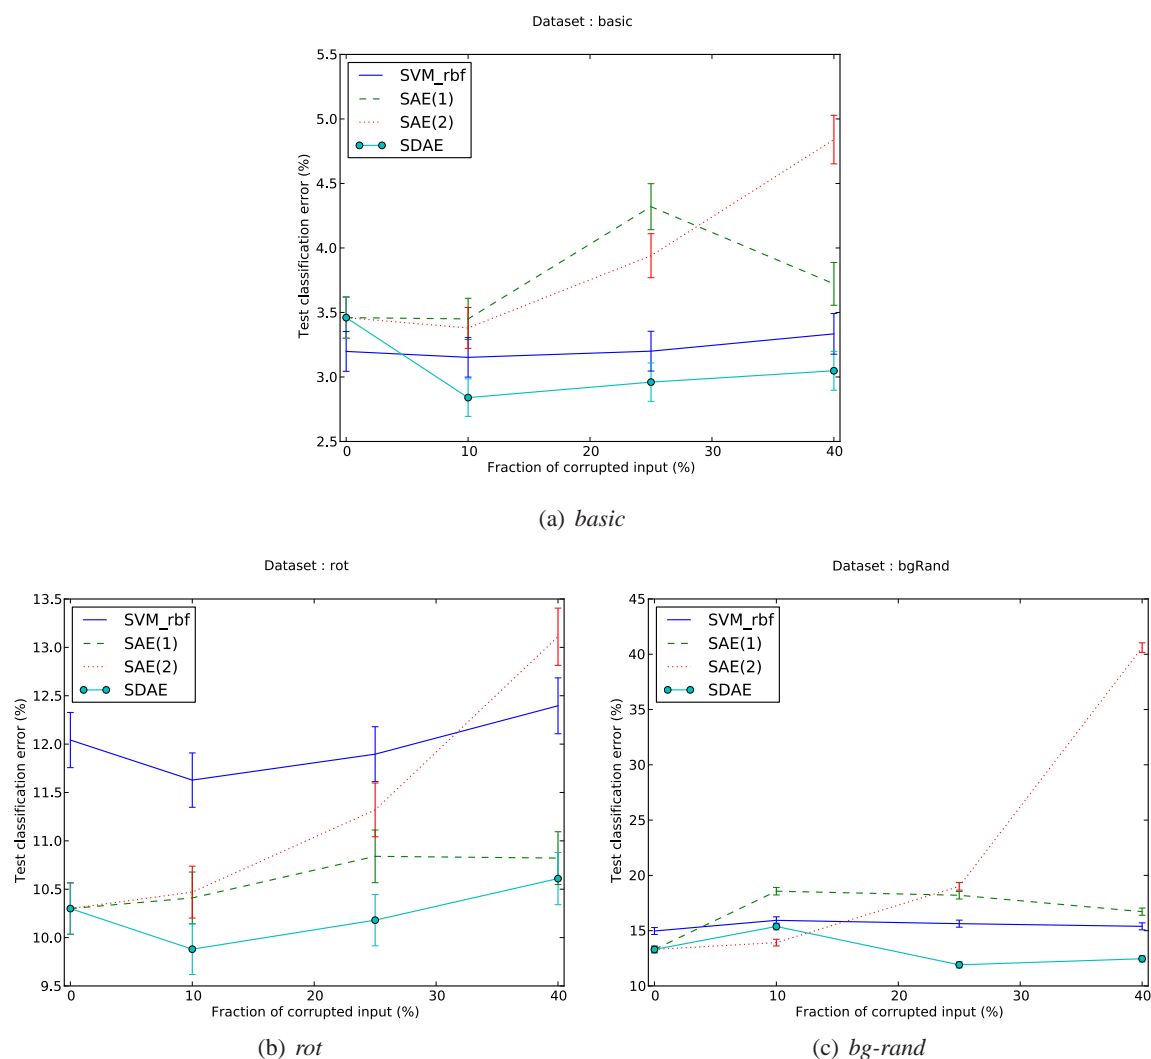 Dataset : basic
5.5
5.0
4.5
4.0
3.5
3.0
2.5
Test classification error (%)
SVM_rbf
SAE(1)
SAE(2)
SDAE
0 10 20 30 40
Fraction of corrupted input (%)
(a) basic
Dataset : rot
13.5
13.0
12.5
12.0
11.5
11.0
10.5
10.0
9.5
Test classification error (%)
SVM_rbf
SAE(1)
SAE(2)
SDAE
0 10 20 30 40
Fraction of corrupted input (%)
(b) rot
Dataset : bgRand
45
40
35
30
25
20
15
10
Test classification error (%)
SVM_rbf
SAE(1)
SAE(2)
SDAE
0 10 20 30 40
Fraction of corrupted input (%)
(c) bg-rand